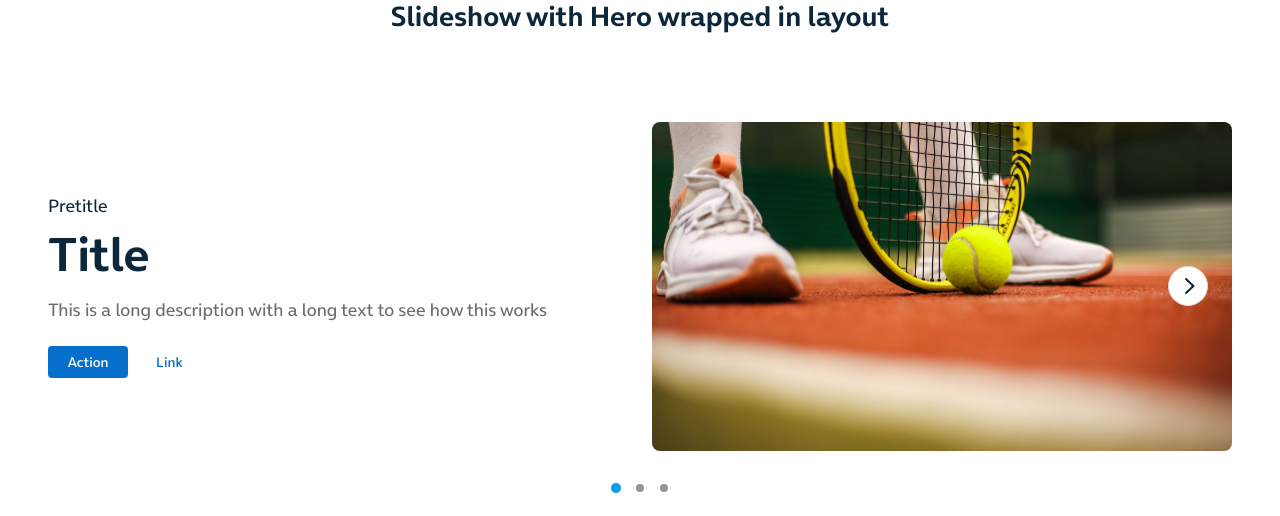 Slideshow with Hero wrapped in layout
Pretitle
Title
This is a long description with a long text to see how this works
Action
Link